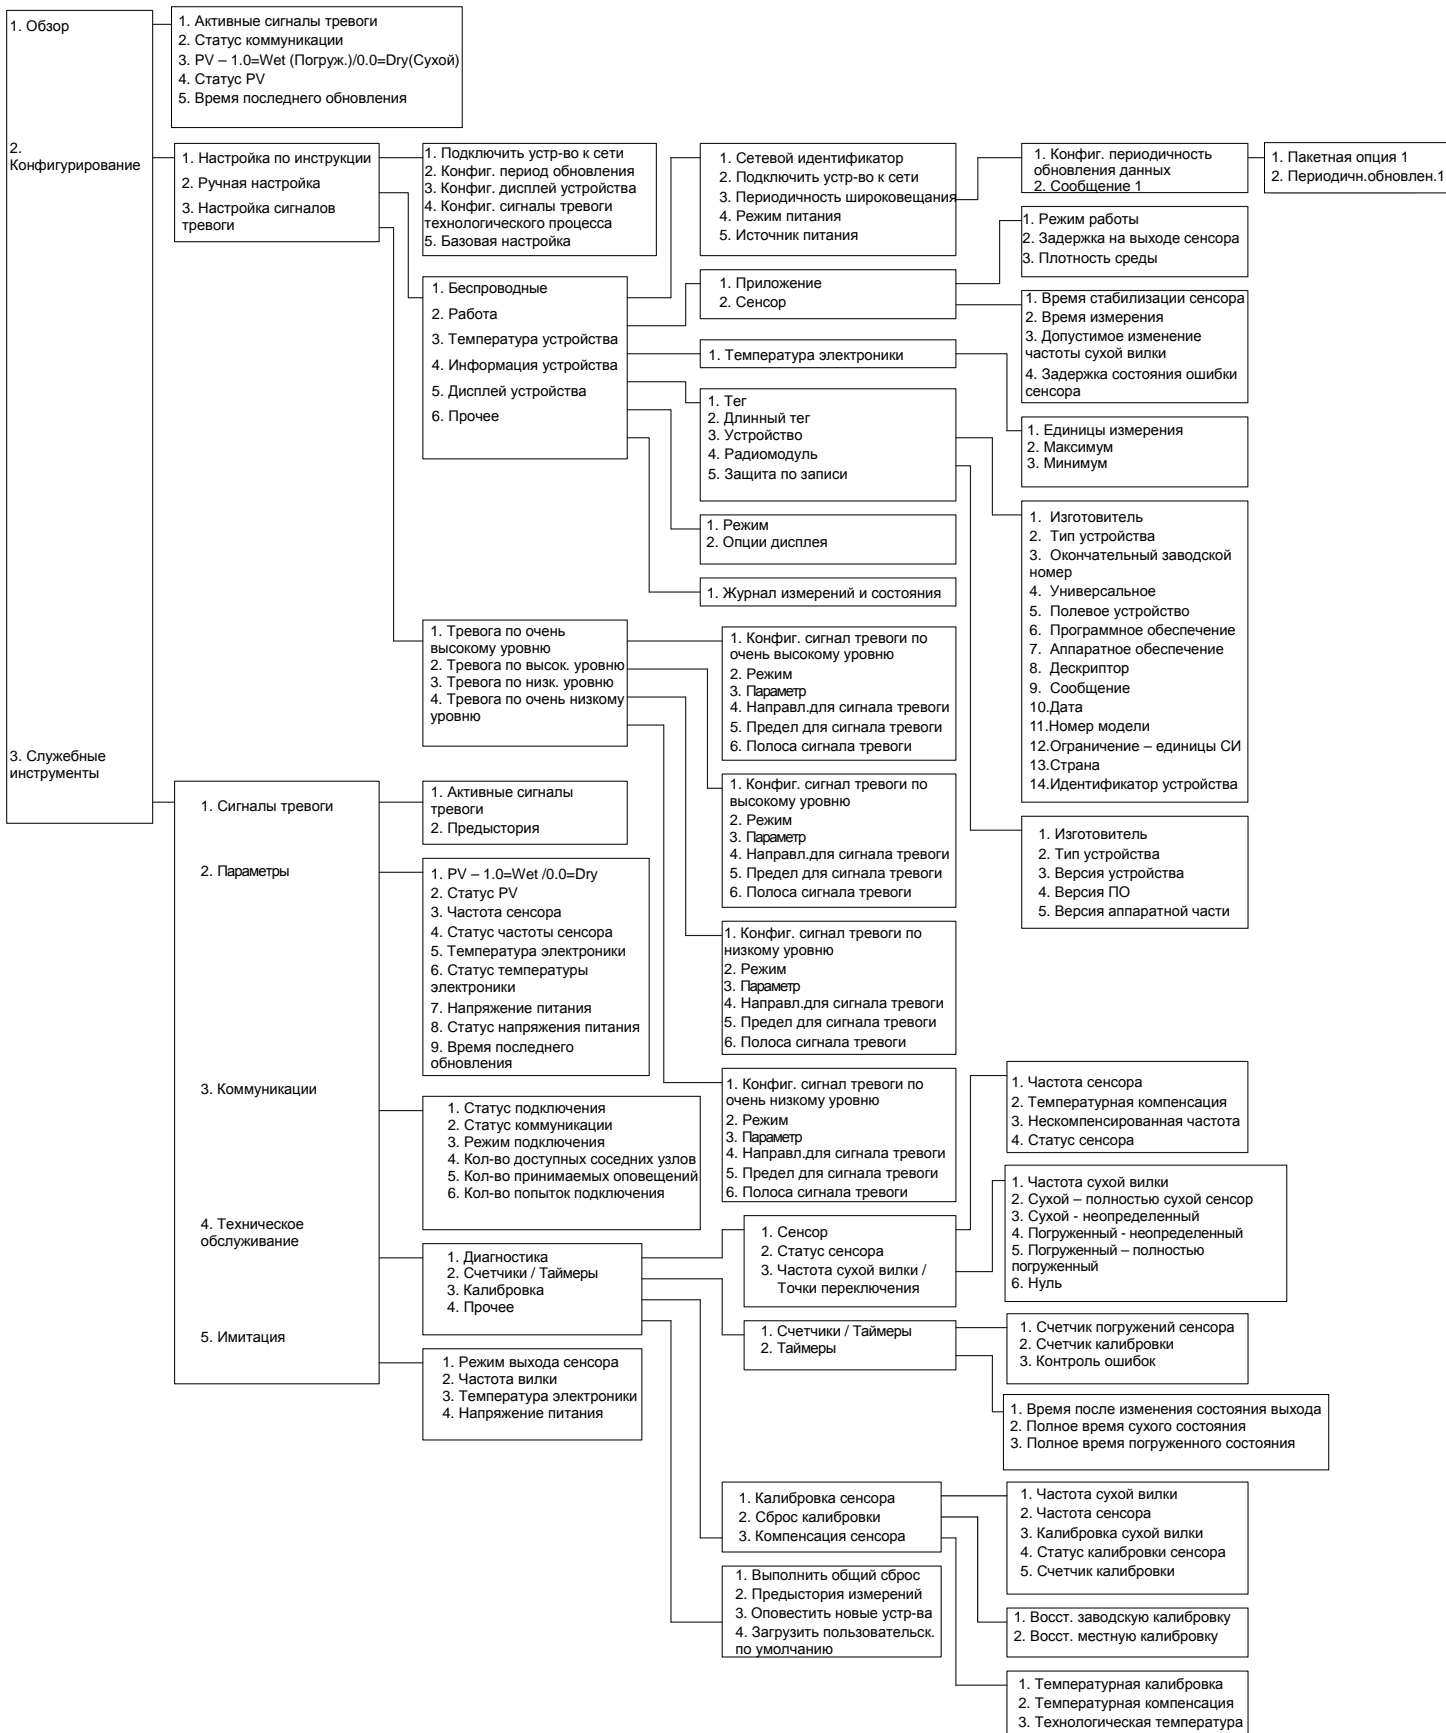 1. Обзор
2.
Конфигурирование
3. Служебные
инструменты
1. Активные сигналы тревоги
2. Статус коммуникации
3. PV – 1.0=Wet (Погруж.)/0.0=Dry(Сухой)
4. Статус PV
5. Время последнего обновления
1. Настройка по инструкции
2. Ручная настройка
3. Настройка сигналов
тревоги
1. Подключить устр-во к сети
2. Конфиг. период обновления
3. Конфиг. дисплей устройства
4. Конфиг. сигналы тревоги
технологического процесса
5. Базовая настройка
1. Сетевой идентификатор
2. Подключить устр-во к сети
3. Периодичность широковещания
4. Режим питания
5. Источник питания
1. Конфиг. периодичность
обновления данных
2. Сообщение 1
1. Пакетная опция 1
2. Периодичн.обновлен.1
1. Режим работы
2. Задержка на выходе сенсора
3. Плотность среды
1. Беспроводные
2. Работа
3. Температура устройства
4. Информация устройства
5. Дисплей устройства
6. Прочее
1. Приложение
2. Сенсор
1. Время стабилизации сенсора
2. Время измерения
3. Допустимое изменение
частоты сухой вилки
4. Задержка состояния ошибки
сенсора
1. Температура электроники
1. Единицы измерения
2. Максимум
3. Минимум
1. Тег
2. Длинный тег
3. Устройство
4. Радиомодуль
5. Защита по записи
1. Изготовитель
2. Тип устройства
3. Окончательный заводской
номер
4. Универсальное
5. Полевое устройство
6. Программное обеспечение
7. Аппаратное обеспечение
8. Дескриптор
9. Сообщение
10.Дата
11.Номер модели
12.Ограничение – единицы СИ
13.Страна
14.Идентификатор устройства
1. Режим
2. Опции дисплея
1. Журнал измерений и состояния
1. Изготовитель
2. Тип устройства
3. Версия устройства
4. Версия ПО
5. Версия аппаратной части
1. Тревога по очень
высокому уровню
2. Тревога по высок. уровню
3. Тревога по низк. уровню
4. Тревога по очень низкому
уровню
1. Конфиг. сигнал тревоги по
очень высокому уровню
2. Режим
3. Параметр
4. Направл.для сигнала тревоги
5. Предел для сигнала тревоги
6. Полоса сигнала тревоги
1. Конфиг. сигнал тревоги по
высокому уровню
2. Режим
3. Параметр
4. Направл.для сигнала тревоги
5. Предел для сигнала тревоги
6. Полоса сигнала тревоги
1. Конфиг. сигнал тревоги по
низкому уровню
2. Режим
3. Параметр
4. Направл.для сигнала тревоги
5. Предел для сигнала тревоги
6. Полоса сигнала тревоги
1. Конфиг. сигнал тревоги по
очень низкому уровню
2. Режим
3. Параметр
4. Направл.для сигнала тревоги
5. Предел для сигнала тревоги
6. Полоса сигнала тревоги
1. Сигналы тревоги
2. Параметры
3. Коммуникации
4. Техническое
обслуживание
5. Имитация
1. Активные сигналы
тревоги
2. Предыстория
1. PV – 1.0=Wet /0.0=Dry
2. Статус PV
3. Частота сенсора
4. Статус частоты сенсора
5. Температура электроники
6. Статус температуры
электроники
7. Напряжение питания
8. Статус напряжения питания
9. Время последнего
обновления
1. Статус подключения
2. Статус коммуникации
3. Режим подключения
4. Кол-во доступных соседних узлов
5. Кол-во принимаемых оповещений
6. Кол-во попыток подключения
1. Диагностика
2. Счетчики / Таймеры
3. Калибровка
4. Прочее
1. Режим выхода сенсора
2. Частота вилки
3. Температура электроники
4. Напряжение питания
1. Сенсор
2. Статус сенсора
3. Частота сухой вилки /
Точки переключения
1. Частота сенсора
2. Температурная компенсация
3. Нескомпенсированная частота
4. Статус сенсора
1. Частота сухой вилки
2. Сухой – полностью сухой сенсор
3. Сухой - неопределенный
4. Погруженный - неопределенный
5. Погруженный – полностью
погруженный
6. Нуль
1. Счетчики / Таймеры
2. Таймеры
1. Счетчик погружений сенсора
2. Счетчик калибровки
3. Контроль ошибок
1. Время после изменения состояния выхода
2. Полное время сухого состояния
3. Полное время погруженного состояния
1. Калибровка сенсора
2. Сброс калибровки
3. Компенсация сенсора
1. Частота сухой вилки
2. Частота сенсора
3. Калибровка сухой вилки
4. Статус калибровки сенсора
5. Счетчик калибровки
1. Выполнить общий сброс
2. Предыстория измерений
3. Оповестить новые устр-ва
4. Загрузить пользовательск.
по умолчанию
1. Восст. заводскую калибровку
2. Восст. местную калибровку
1. Температурная калибровка
2. Температурная компенсация
3. Технологическая температура